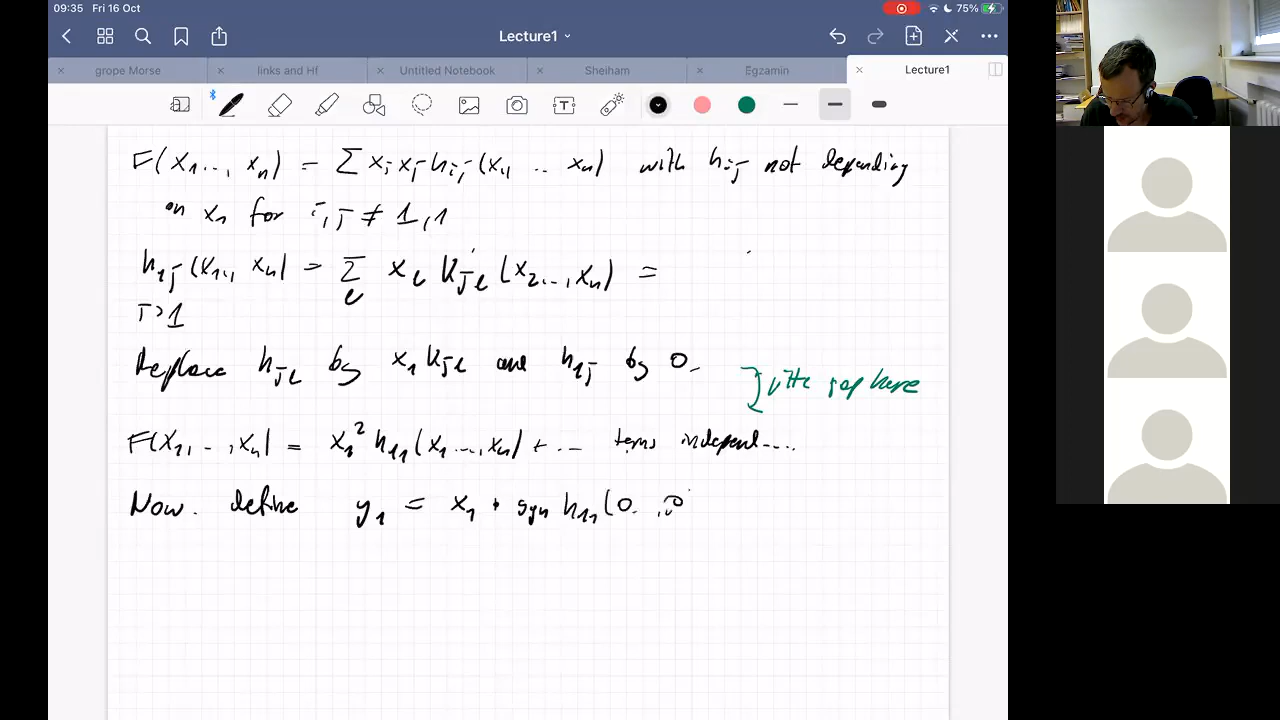 09:35 Fri 16 Oct
75%
Lecture1
grope Morse
links and Hf
Untitled Notebook
Sheiham
Egzamin
Lecture1
F(x1..., xn) = Σ xi xj hij (x1, .. xn) with hij not depending
on x1 for i,j ≠ 1,1
h1j (x1.., xn) = Σ xℓ kjℓ (x2..., xn) =
ℓ
j>1
Replace hjℓ by x1 kjℓ and h1j by 0.
gap here
F(x1, .., xn) = x1² h11 (x1...., xn) + ... terms independ....
Now. define y1 = x1 · sgn h11 (0. ,0